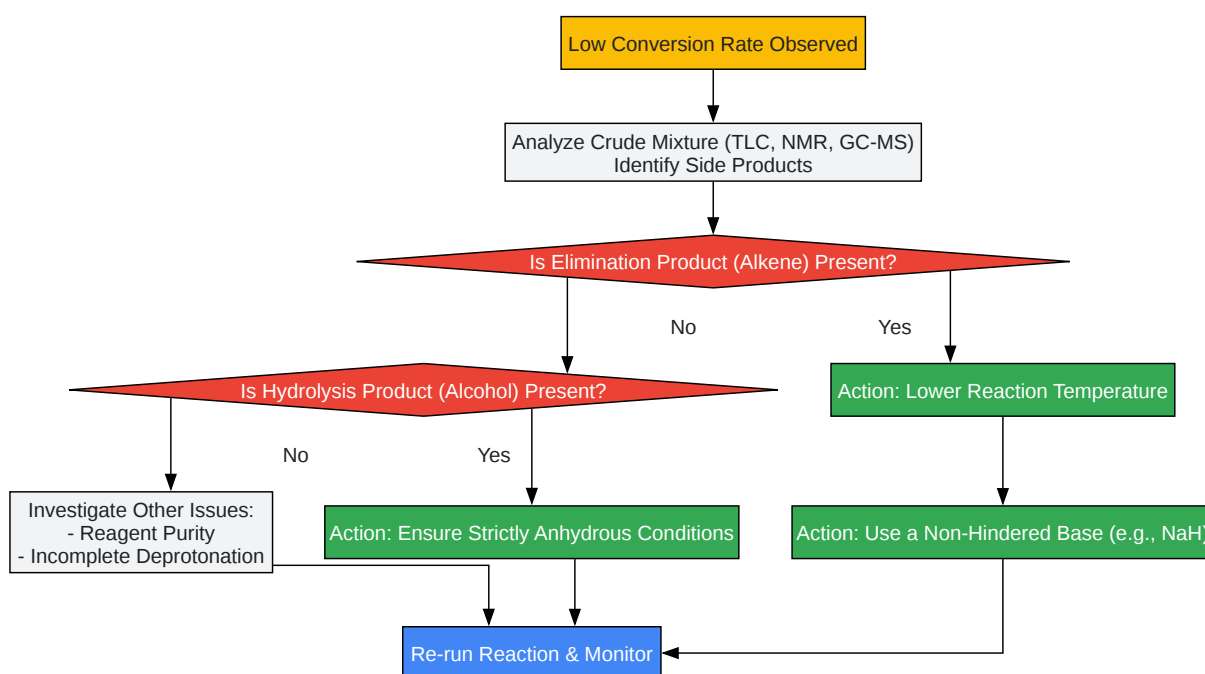 Low Conversion Rate Observed
Analyze Crude Mixture (TLC, NMR, GC-MS)
Identify Side Products
Is Elimination Product (Alkene) Present?
No
Yes
Is Hydrolysis Product (Alcohol) Present?
Action: Lower Reaction Temperature
No
Yes
Investigate Other Issues:
- Reagent Purity
- Incomplete Deprotonation
Action: Ensure Strictly Anhydrous Conditions
Action: Use a Non-Hindered Base (e.g., NaH)
Re-run Reaction & Monitor